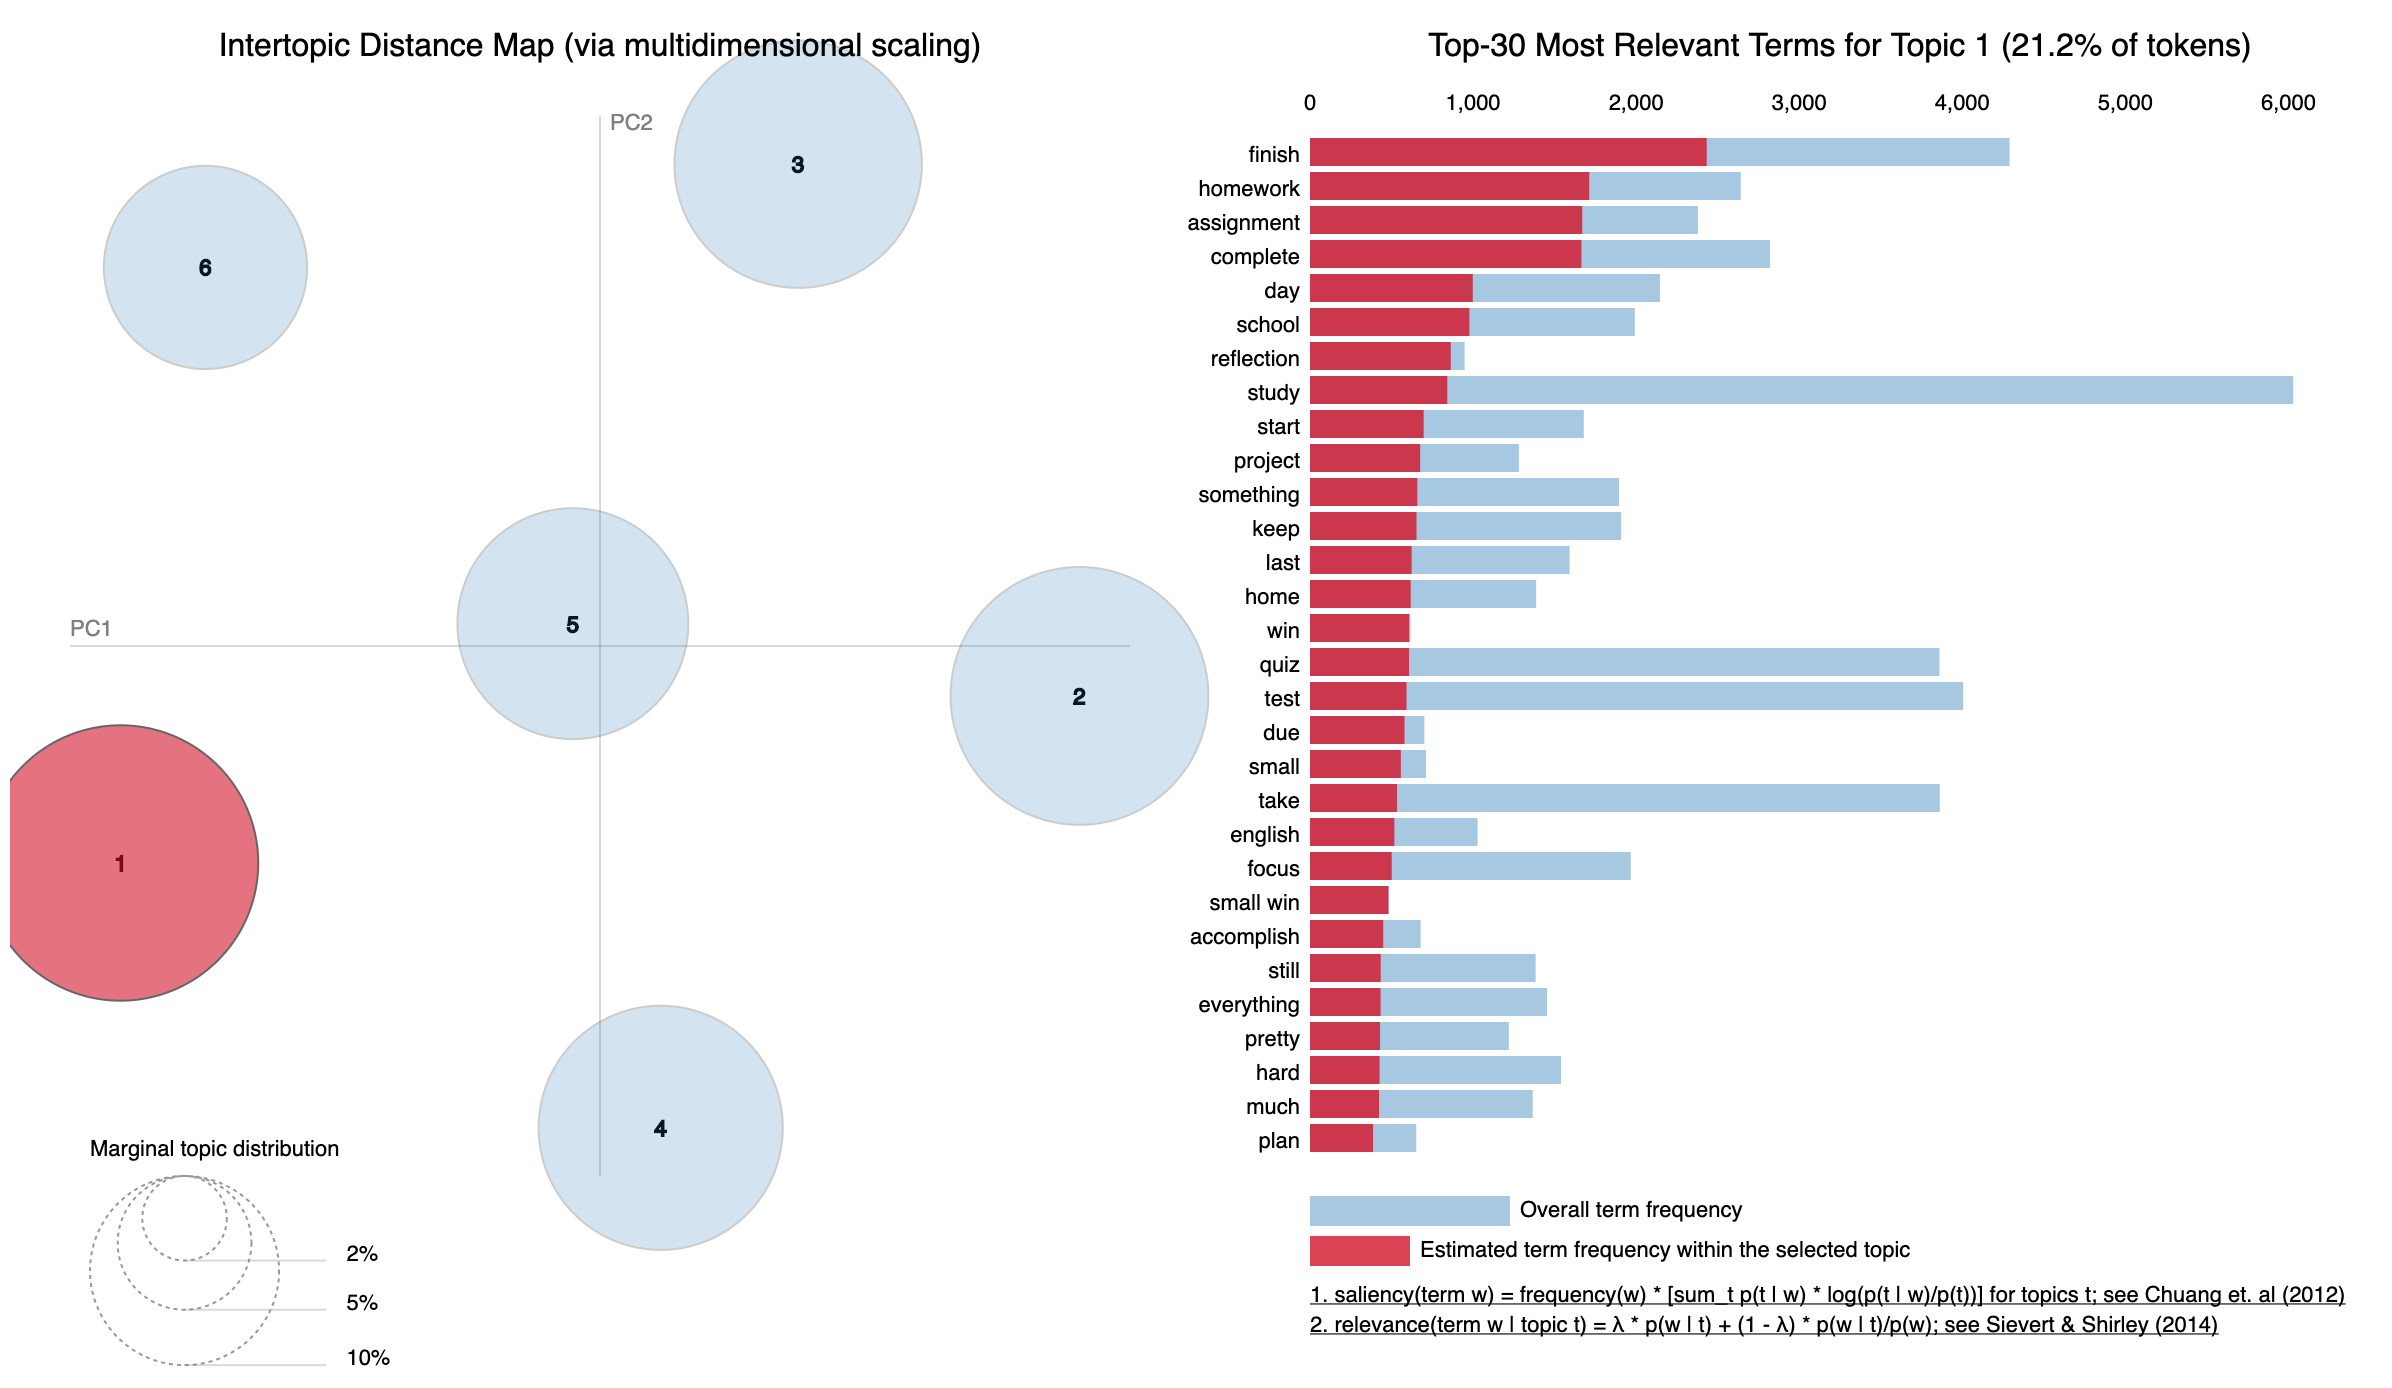 Intertopic Distance Map (via multidimensional scaling)
PC2
3
6
5
PC1
2
1
4
Marginal topic distribution
2%
5%
10%
Top-30 Most Relevant Terms for Topic 1 (21.2% of tokens)
0 1,000 2,000 3,000 4,000 5,000 6,000
finish
homework
assignment
complete
day
school
reflection
study
start
project
something
keep
last
home
win
quiz
test
due
small
take
english
focus
small win
accomplish
still
everything
pretty
hard
much
plan
Overall term frequency
Estimated term frequency within the selected topic
1. saliency(term w) = frequency(w) * [sum_t p(t | w) * log(p(t | w)/p(t))] for topics t; see Chuang et. al (2012)
2. relevance(term w | topic t) = λ * p(w | t) + (1 - λ) * p(w | t)/p(w); see Sievert & Shirley (2014)